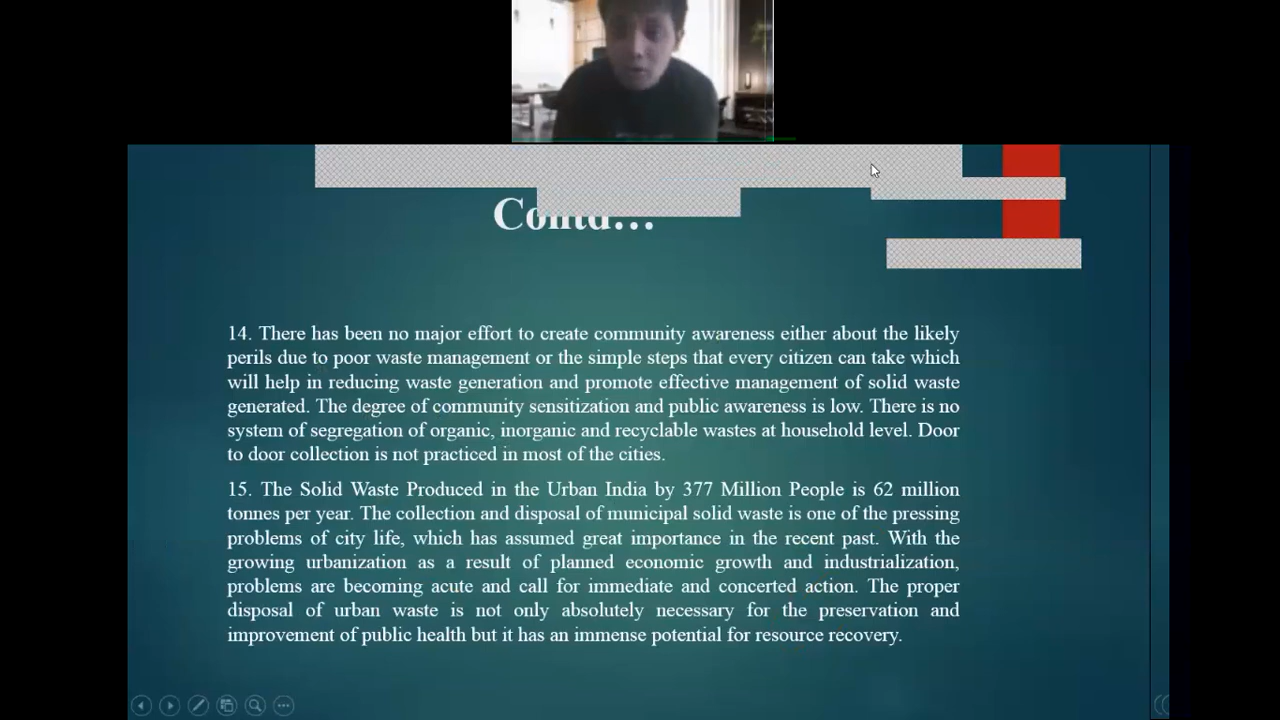 Contd...
14. There has been no major effort to create community awareness either about the likely
perils due to poor waste management or the simple steps that every citizen can take which
will help in reducing waste generation and promote effective management of solid waste
generated. The degree of community sensitization and public awareness is low. There is no
system of segregation of organic, inorganic and recyclable wastes at household level. Door
to door collection is not practiced in most of the cities.
15. The Solid Waste Produced in the Urban India by 377 Million People is 62 million
tonnes per year. The collection and disposal of municipal solid waste is one of the pressing
problems of city life, which has assumed great importance in the recent past. With the
growing urbanization as a result of planned economic growth and industrialization,
problems are becoming acute and call for immediate and concerted action. The proper
disposal of urban waste is not only absolutely necessary for the preservation and
improvement of public health but it has an immense potential for resource recovery.